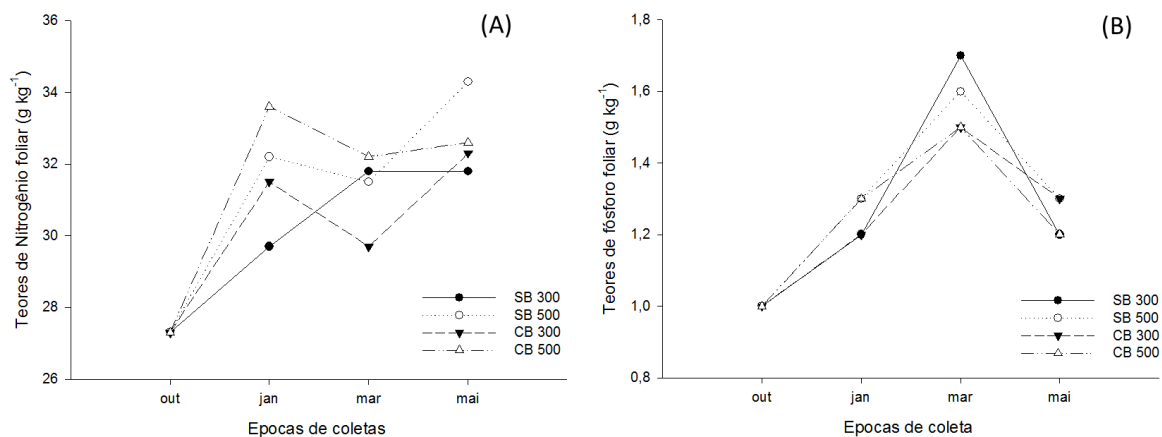 (A)
Teores de Nitrogênio foliar (g kg⁻¹)
36
34
32
30
28
26
out jan mar mai
Epocas de coletas
SB 300
SB 500
CB 300
CB 500
(B)
Teores de fósforo foliar (g kg⁻¹)
1,8
1,6
1,4
1,2
1,0
0,8
out jan mar mai
Epocas de coleta
SB 300
SB 500
CB 300
CB 500